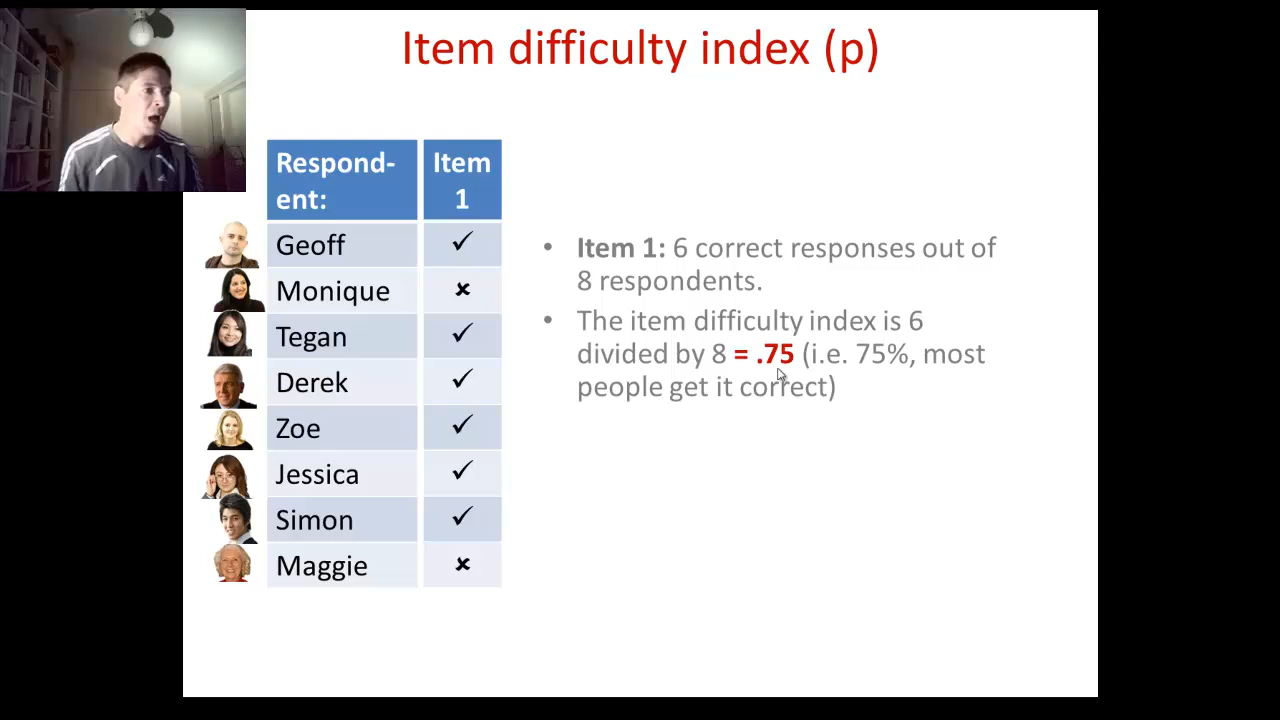 Item difficulty index (p)
Respond-
ent:
Item
1
Geoff ✓
Monique ×
Tegan ✓
Derek ✓
Zoe ✓
Jessica ✓
Simon ✓
Maggie ×
• Item 1: 6 correct responses out of
8 respondents.
• The item difficulty index is 6
divided by 8 = .75 (i.e. 75%, most
people get it correct)